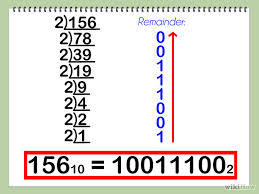 2)156 Remainder:
2)78 0
2)39 0
2)19 1
2)9 1
2)4 1
2)2 0
2)1 0
1
156₁₀ = 10011100₂
wikiHow